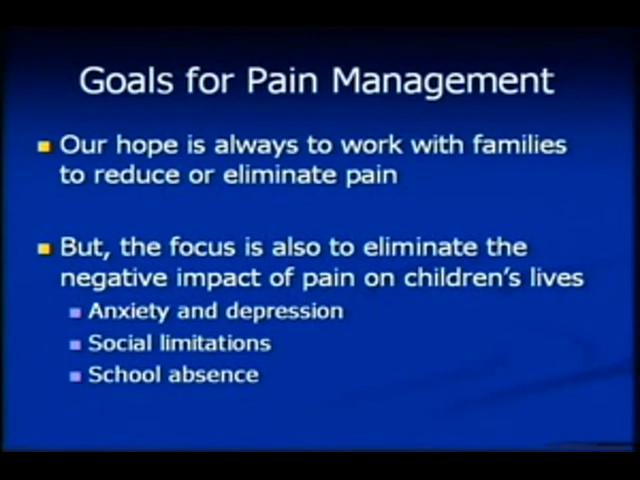 Goals for Pain Management
Our hope is always to work with families
to reduce or eliminate pain
But, the focus is also to eliminate the
negative impact of pain on children's lives
Anxiety and depression
Social limitations
School absence